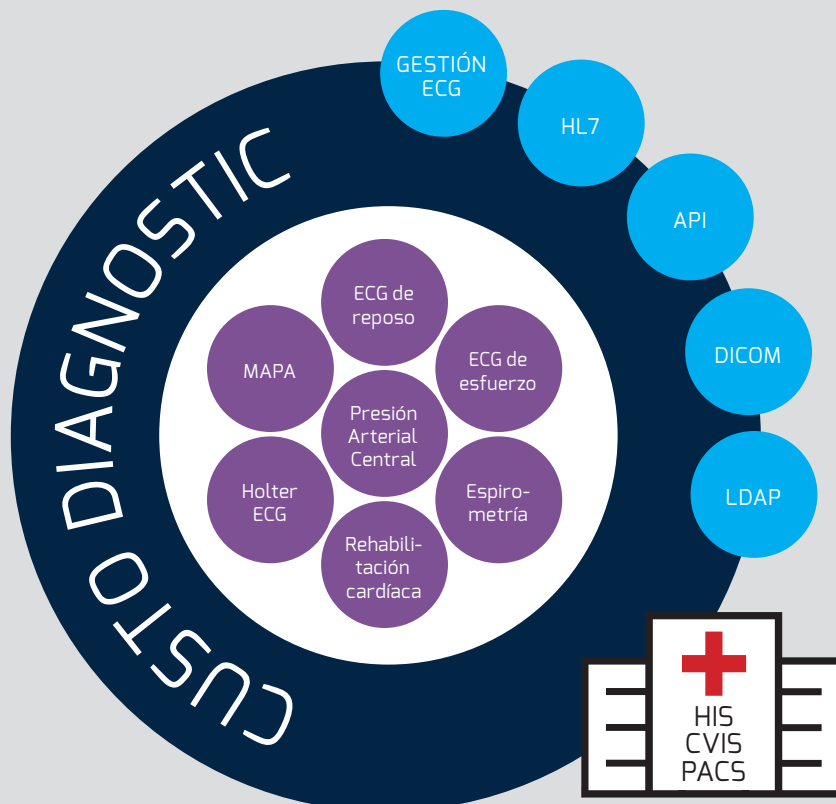 CUSTO DIAGNOSTIC
GESTIÓN
ECG
HL7
API
DICOM
LDAP
ECG de
reposo
MAPA
ECG de
esfuerzo
Presión
Arterial
Central
Holter
ECG
Espiro-
metría
Rehabili-
tación
cardíaca
HIS
CVIS
PACS